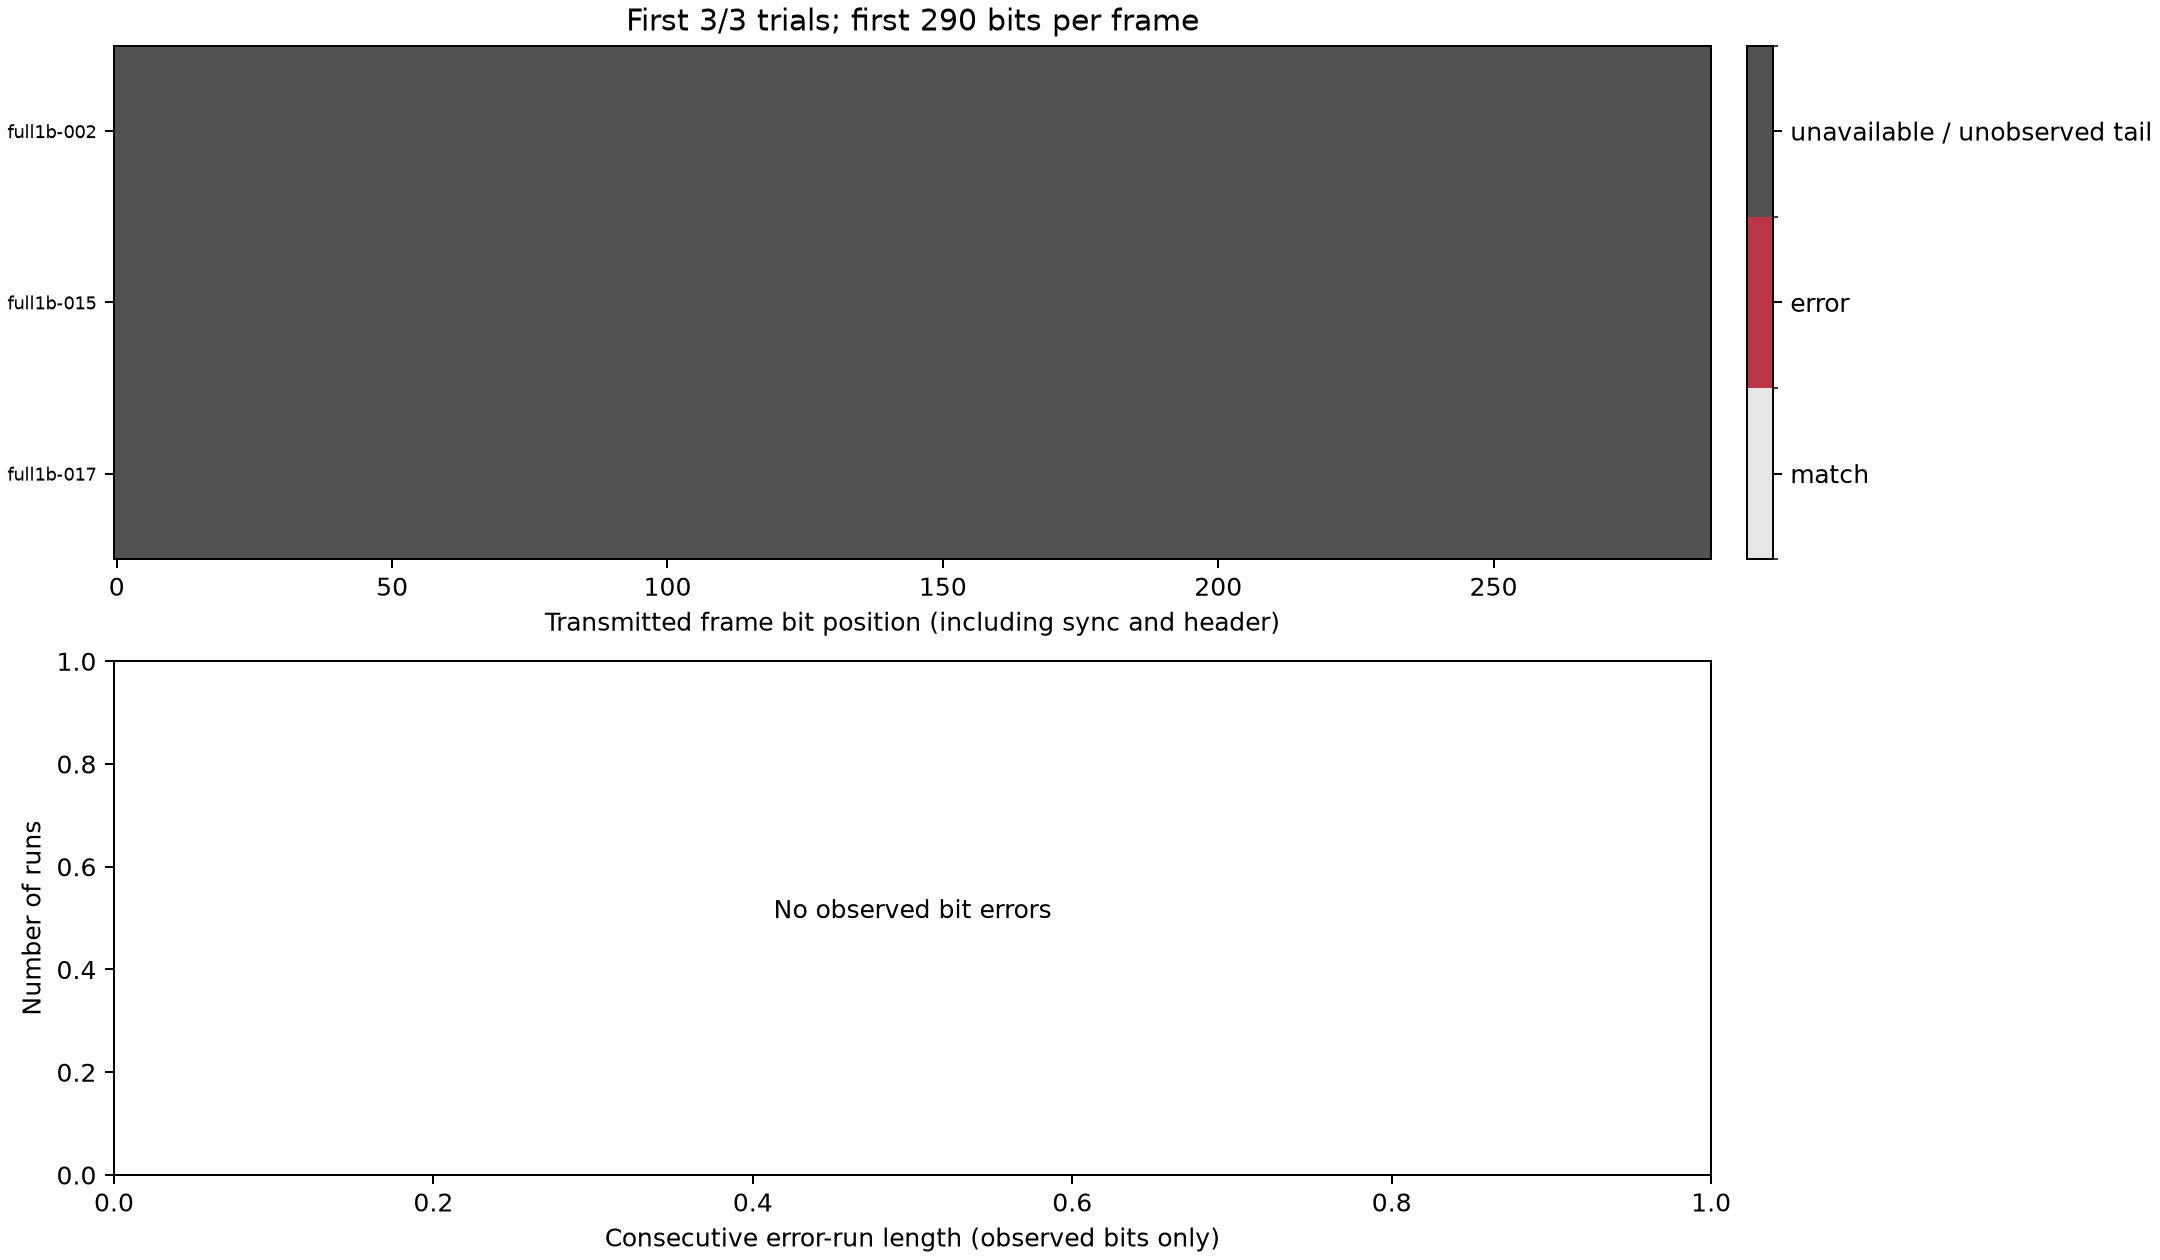 First 3/3 trials; first 290 bits per frame
full1b-002
full1b-015
full1b-017
unavailable / unobserved tail
error
match
0 50 100 150 200 250
Transmitted frame bit position (including sync and header)
1.0
0.8
0.6
0.4
0.2
0.0
Number of runs
No observed bit errors
0.0 0.2 0.4 0.6 0.8 1.0
Consecutive error-run length (observed bits only)